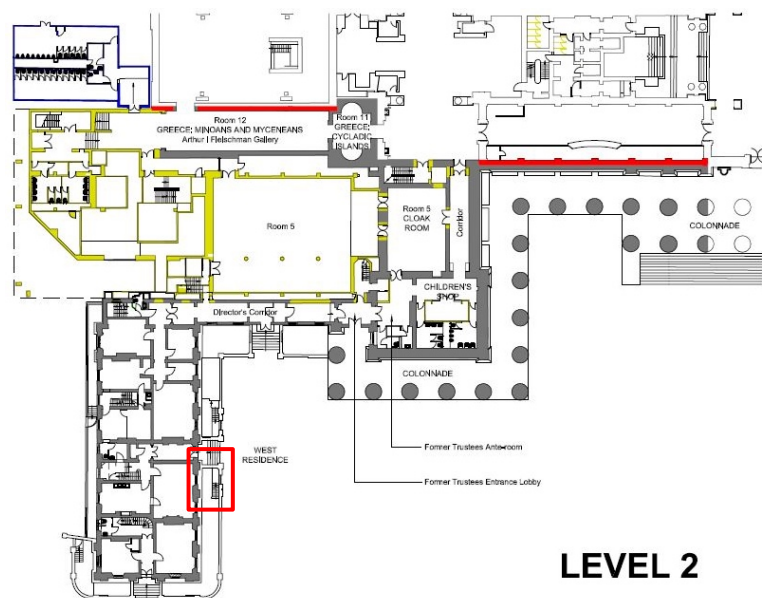 Room 12
GREECE; MINOANS AND MYCENEANS
Arthur I Fleischman Gallery
Room 11
GREECE;
CYCLADIC
ISLANDS
Room 5
Room 5
CLOAK
ROOM
Corridor
COLONNADE
CHILDREN'S
SHOP
Director's Corridor
COLONNADE
WEST
RESIDENCE
Former Trustees Ante-room
Former Trustees Entrance Lobby
LEVEL 2